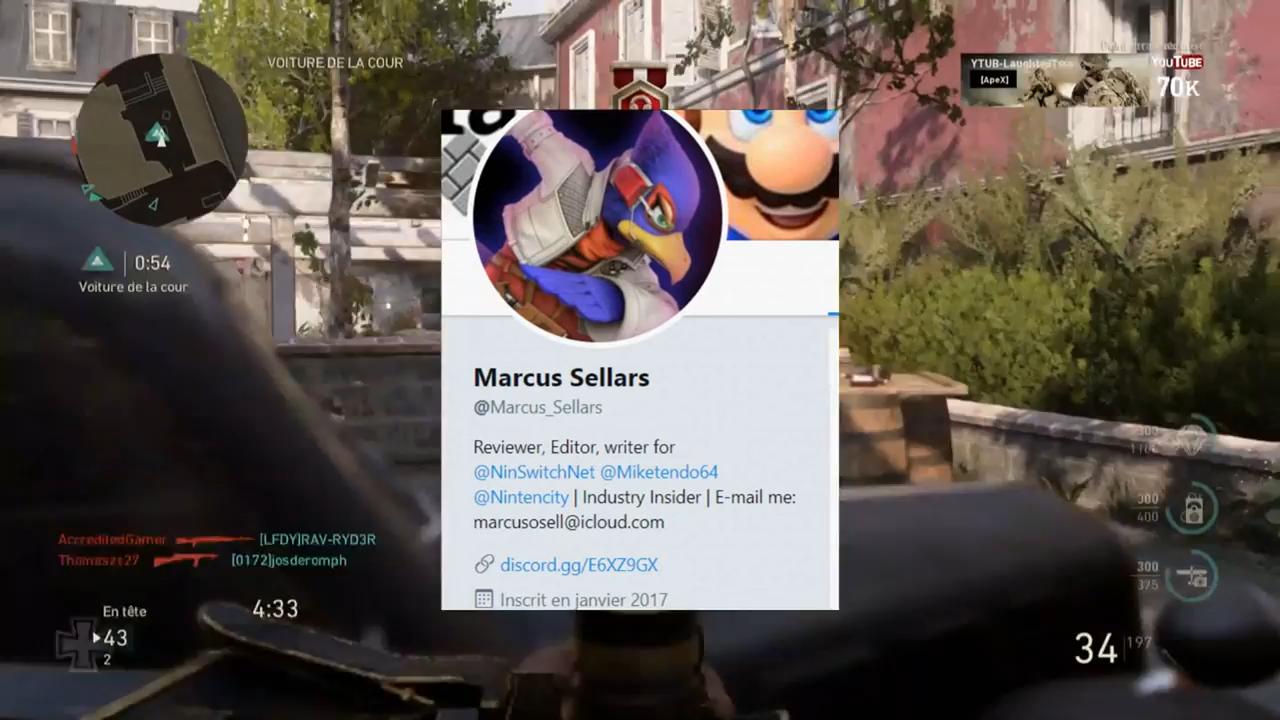 VOITURE DE LA COUR
[ApeX]
YOUTUBE
70K
0:54
Voiture de la cour
Marcus Sellars
@Marcus_Sellars
Reviewer, Editor, writer for
@NinSwitchNet @Miketendo64
@Nintencity | Industry Insider | E-mail me:
marcusosell@icloud.com
discord.gg/E6XZ9GX
Inscrit en janvier 2017
AccreditedGamer [LFDY]RAV-RYD3R
[0172]josderomph
En tête
4:33
43
2
300
300
400
300
375
34 197